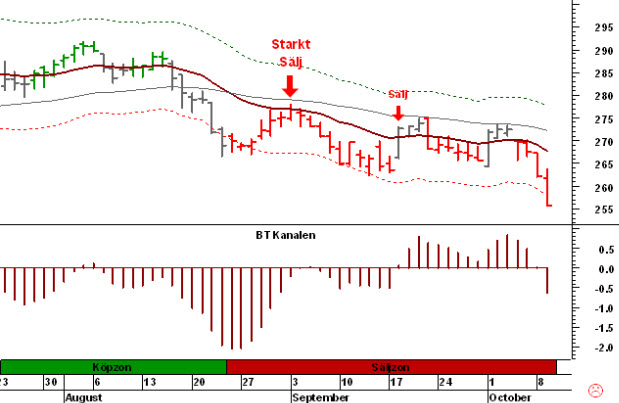 295
290
Starkt
Sälj
285
280
Sälj
275
270
265
260
255
BT Kanalen
0.5
0.0
-0.5
-1.0
-1.5
-2.0
Köpzon
Säljzon
23 30 6 13 20 27 3 10 17 24 1 8
August September October